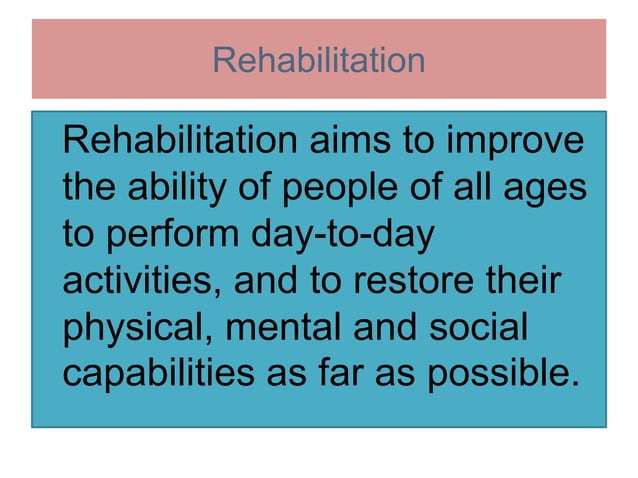 Rehabilitation
Rehabilitation aims to improve
the ability of people of all ages
to perform day-to-day
activities, and to restore their
physical, mental and social
capabilities as far as possible.